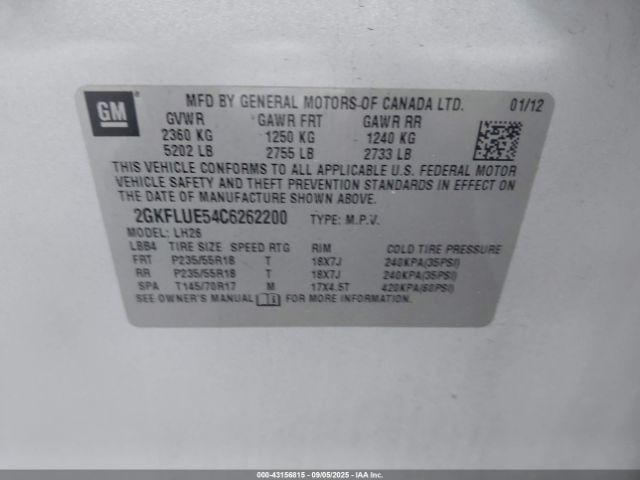 GM
MFD BY GENERAL MOTORS OF CANADA LTD. 01/12
GVWR GAWR FRT GAWR RR
2360 KG 1250 KG 1240 KG
5202 LB 2755 LB 2733 LB
THIS VEHICLE CONFORMS TO ALL APPLICABLE U.S. FEDERAL MOTOR
VEHICLE SAFETY AND THEFT PREVENTION STANDARDS IN EFFECT ON
THE DATE OF MANUFACTURE SHOWN ABOVE.
2GKFLUE54C6262200 TYPE: M.P.V.
MODEL: LH26
LBB4 TIRE SIZE SPEED RTG RIM COLD TIRE PRESSURE
FRT P235/55R18 T 18X7J 240KPA(35PSI)
RR P235/55R18 T 18X7J 240KPA(35PSI)
SPA T145/70R17 M 17X4.5T 420KPA(60PSI)
SEE OWNER'S MANUAL FOR MORE INFORMATION.
000-43156815 - 09/05/2025 - COPART.COM